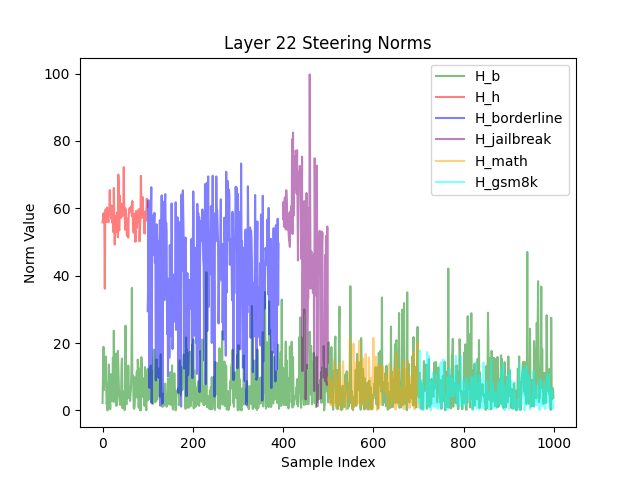 Layer 22 Steering Norms
H_b
H_h
H_borderline
H_jailbreak
H_math
H_gsm8k
Norm Value
100
80
60
40
20
0
0 200 400 600 800 1000
Sample Index